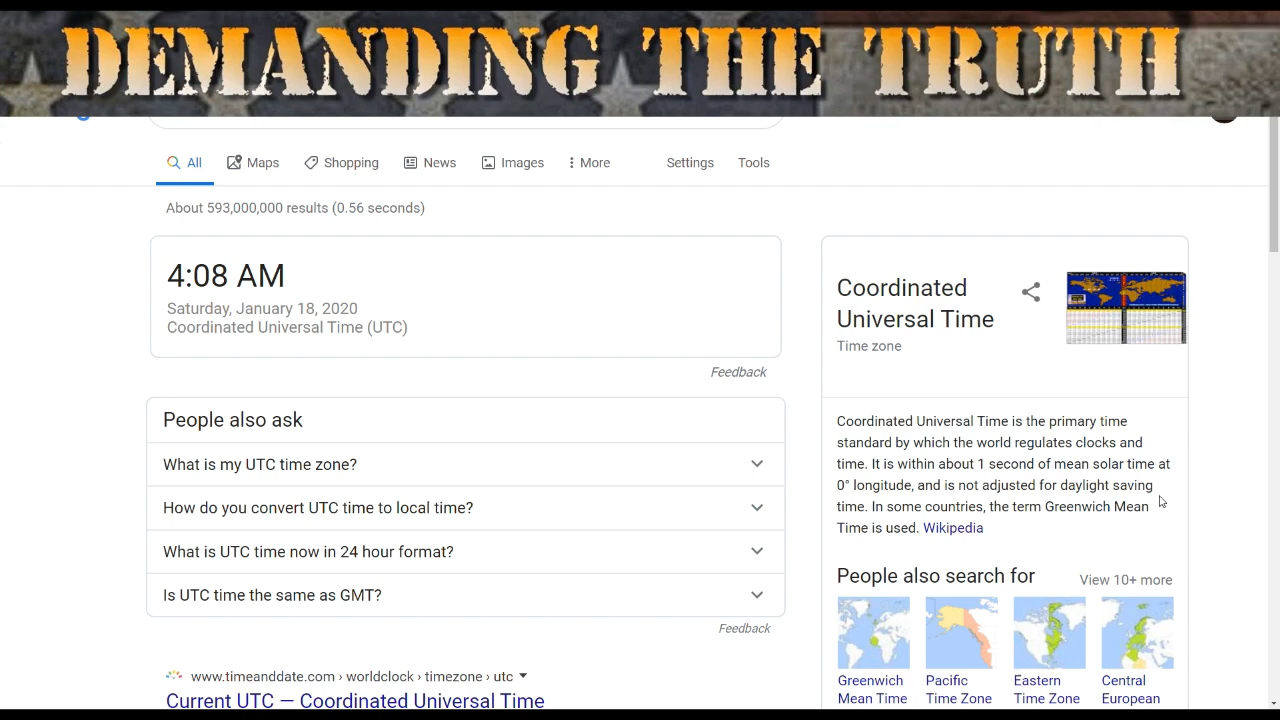 DEMANDING THE TRUTH
All
Maps
Shopping
News
Images
More
Settings
Tools
About 593,000,000 results (0.56 seconds)
4:08 AM
Saturday, January 18, 2020
Coordinated Universal Time (UTC)
Feedback
People also ask
What is my UTC time zone?
How do you convert UTC time to local time?
What is UTC time now in 24 hour format?
Is UTC time the same as GMT?
Feedback
www.timeanddate.com › worldclock › timezone › utc
Current UTC — Coordinated Universal Time
Coordinated
Universal Time
Time zone
Coordinated Universal Time is the primary time
standard by which the world regulates clocks and
time. It is within about 1 second of mean solar time at
0° longitude, and is not adjusted for daylight saving
time. In some countries, the term Greenwich Mean
Time is used. Wikipedia
People also search for
View 10+ more
Greenwich
Mean Time
Pacific
Time Zone
Eastern
Time Zone
Central
European